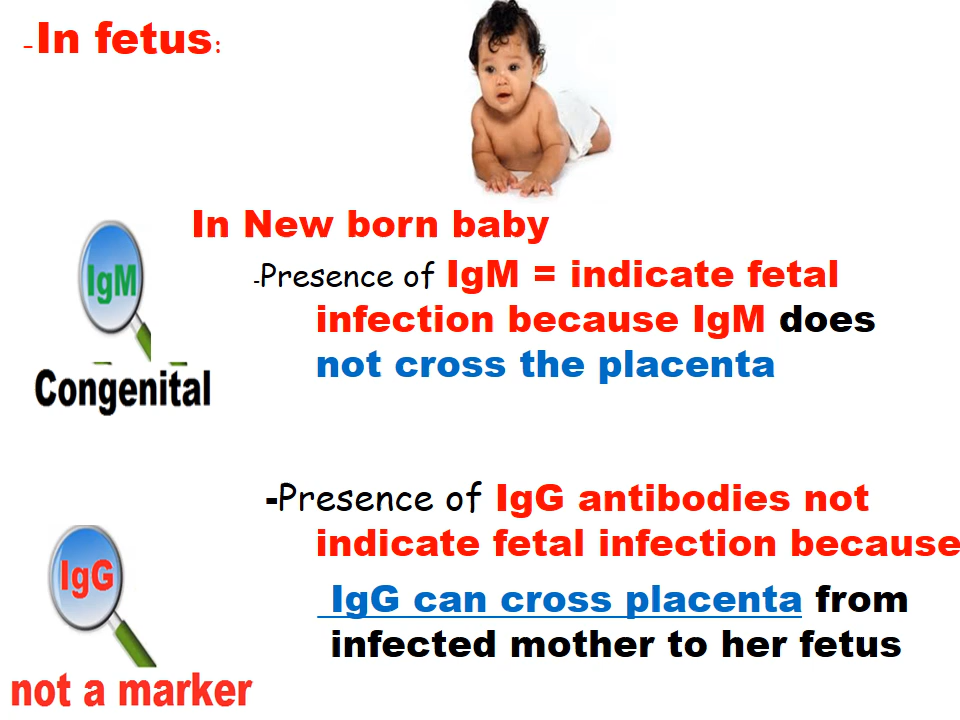 -In fetus:
In New born baby
IgM
-Presence of IgM = indicate fetal
infection because IgM does
not cross the placenta
Congenital
-Presence of IgG antibodies not
indicate fetal infection because
IgG
IgG can cross placenta from
infected mother to her fetus
not a marker